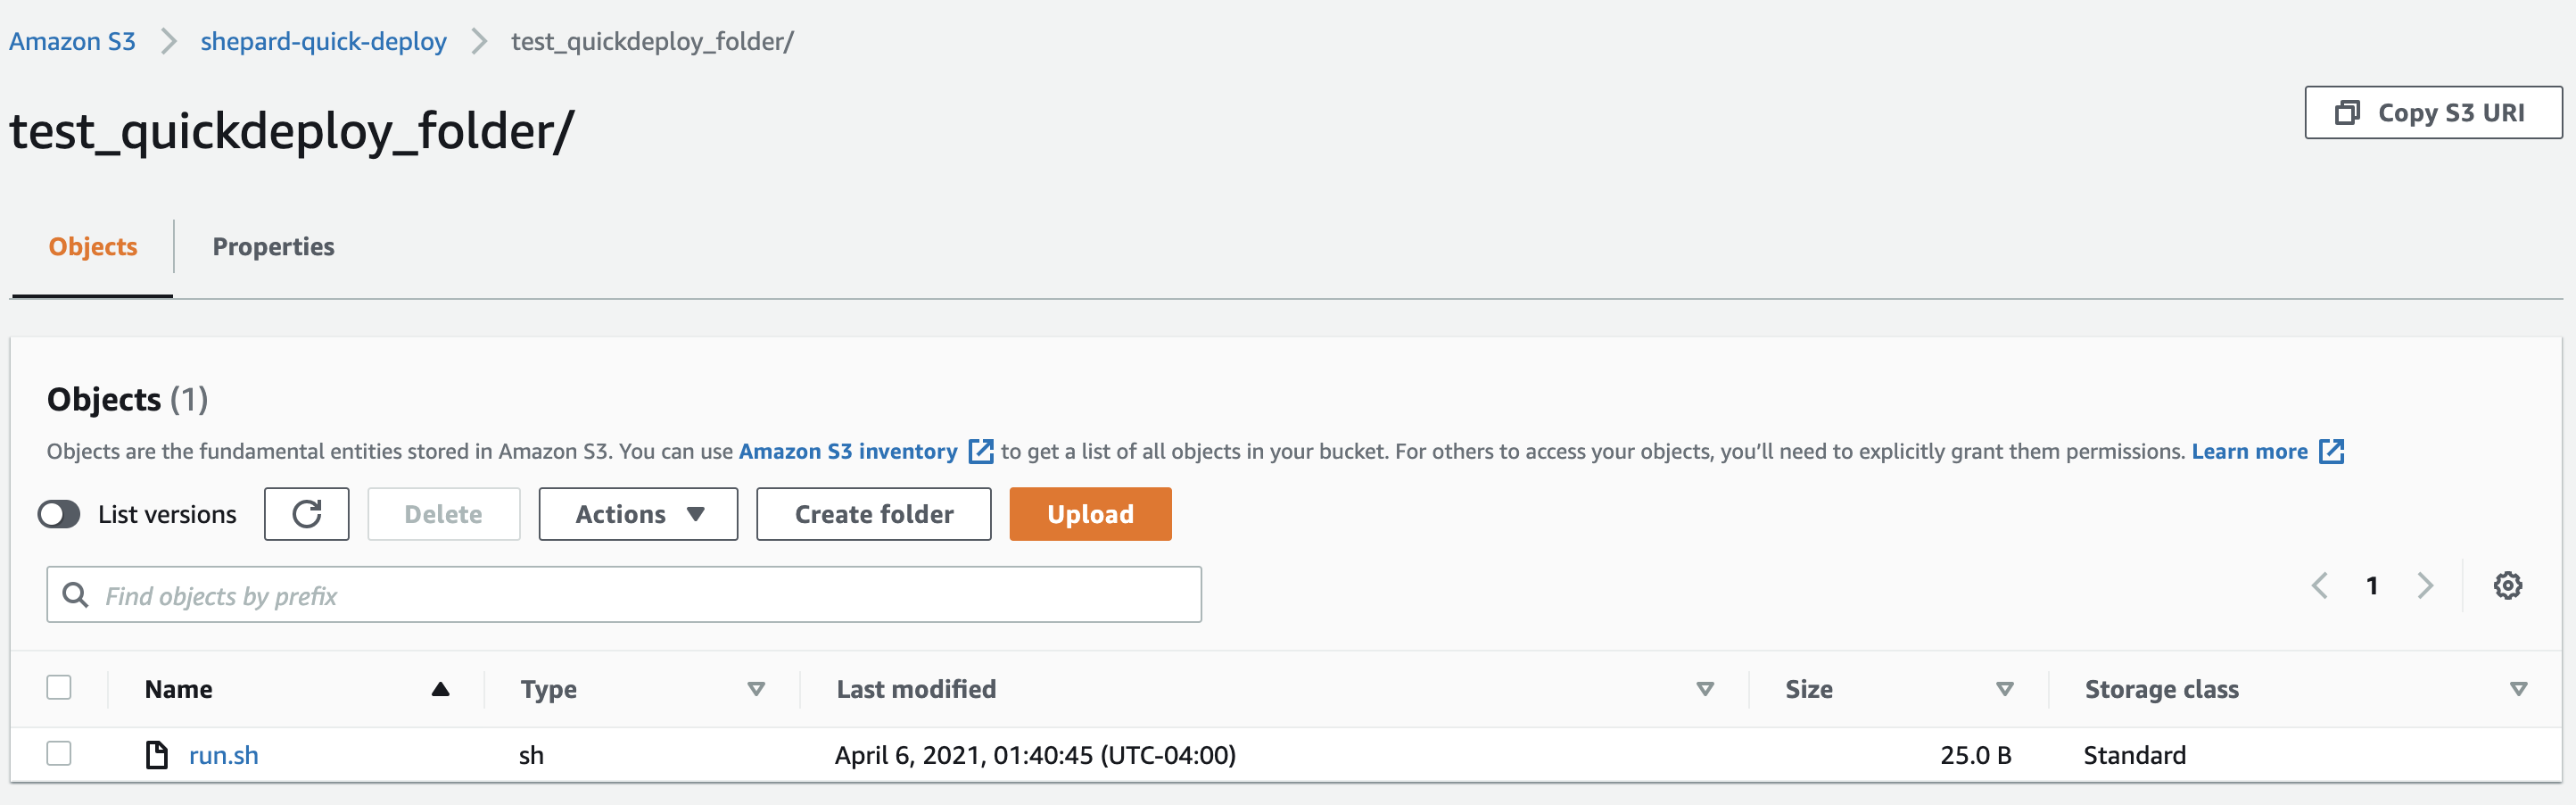 Amazon S3 shepard-quick-deploy test_quickdeploy_folder/
test_quickdeploy_folder/
Copy S3 URI
Objects Properties
Objects (1)
Objects are the fundamental entities stored in Amazon S3. You can use Amazon S3 inventory to get a list of all objects in your bucket. For others to access your objects, you’ll need to explicitly grant them permissions. Learn more
List versions Delete Actions Create folder Upload
Find objects by prefix
1
Name Type Last modified Size Storage class
run.sh sh April 6, 2021, 01:40:45 (UTC-04:00) 25.0 B Standard